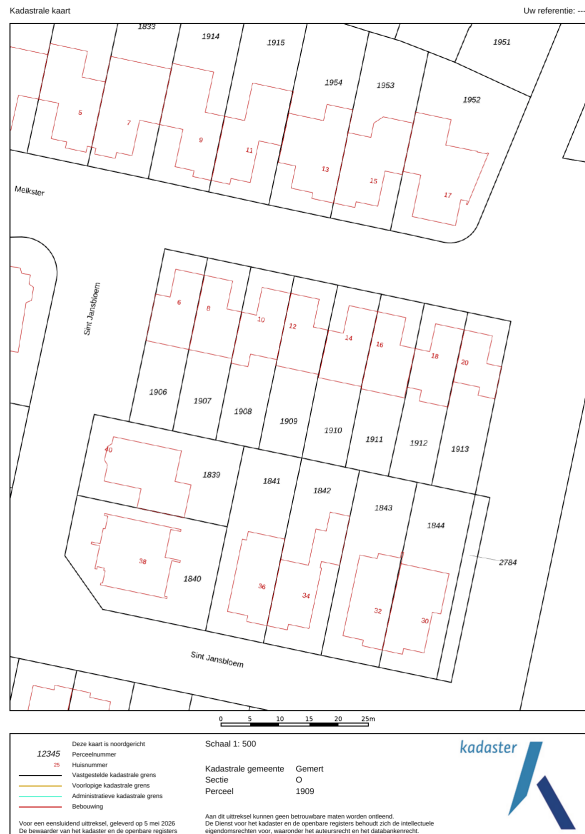 Kadastrale kaart
Uw referentie: ---
1833
1914
1915
1954
1953
1951
1952
5
7
9
11
13
15
17
Melkster
Sint Jansbloem
6
8
10
12
14
16
18
20
1906
1907
1908
1909
1910
1911
1912
1913
40
1839
1841
1842
1843
1844
2784
38
1840
36
34
32
30
Sint Jansbloem
0 5 10 15 20 25m
Deze kaart is noordgericht
12345 Perceelnummer
25 Huisnummer
Vastgestelde kadastrale grens
Voorlopige kadastrale grens
Administratieve kadastrale grens
Bebouwing
Voor een eensluidend uittreksel, geleverd op 5 mei 2026
De bewaarder van het kadaster en de openbare registers
Schaal 1: 500
Kadastrale gemeente Gemert
Sectie O
Perceel 1909
Aan dit uittreksel kunnen geen betrouwbare maten worden ontleend.
De Dienst voor het kadaster en de openbare registers behoudt zich de intellectuele
eigendomsrechten voor, waaronder het auteursrecht en het databankenrecht.
kadaster